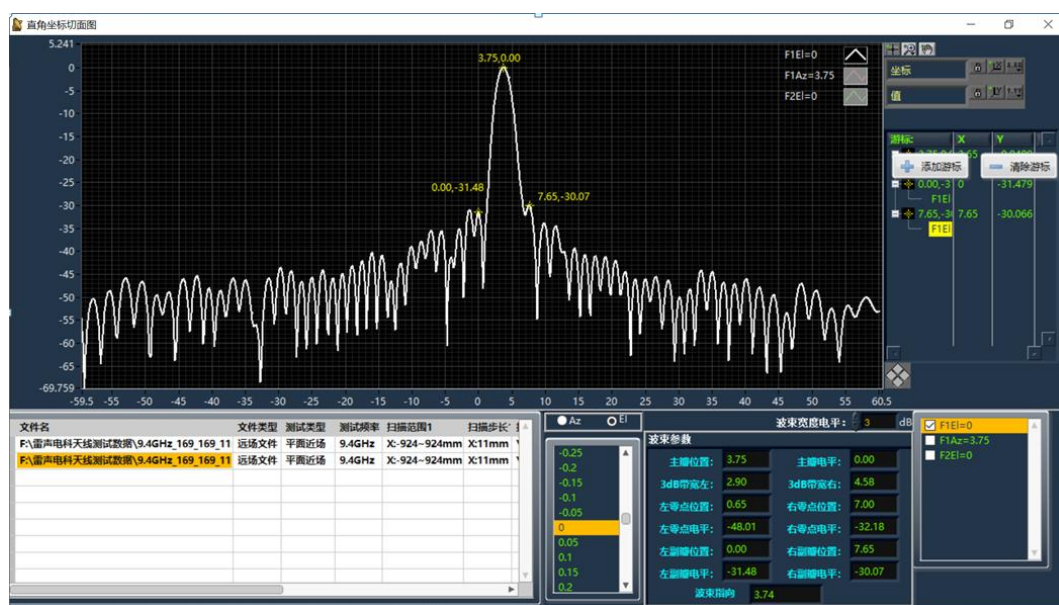 直角坐标切面图
5.241
0
-5
-10
-15
-20
-25
-30
-35
-40
-45
-50
-55
-60
-65
-69.759
-59.5 -55 -50 -45 -40 -35 -30 -25 -20 -15 -10 -5 0 5 10 15 20 25 30 35 40 45 50 55 60.5
3.75,0.00
0.00,-31.48
7.65,-30.07
F1El=0
F1Az=3.75
F2El=0
坐标
值
游标: X Y
添加游标 清除游标
0.00,-3 0 -31.479
F1El
7.65,-3 7.65 -30.066
F1El
文件名 文件类型 测试类型 测试频率 扫描范围1 扫描步长
F:\雷声电科天线测试数据\9.4GHz_169_169_11 远场文件 平面近场 9.4GHz X:-924~924mm X:11mm
F:\雷声电科天线测试数据\9.4GHz_169_169_11 远场文件 平面近场 9.4GHz X:-924~924mm X:11mm
Az El
-0.25
-0.2
-0.15
-0.1
-0.05
0
0.05
0.1
0.15
0.2
波束宽度电平: 3 dB
波束参数
主瓣位置: 3.75 主瓣电平: 0.00
3dB带宽左: 2.90 3dB带宽右: 4.58
左零点位置: 0.65 右零点位置: 7.00
左零点电平: -48.01 右零点电平: -32.18
左副瓣位置: 0.00 右副瓣位置: 7.65
左副瓣电平: -31.48 右副瓣电平: -30.07
波束指向 3.74
F1El=0
F1Az=3.75
F2El=0